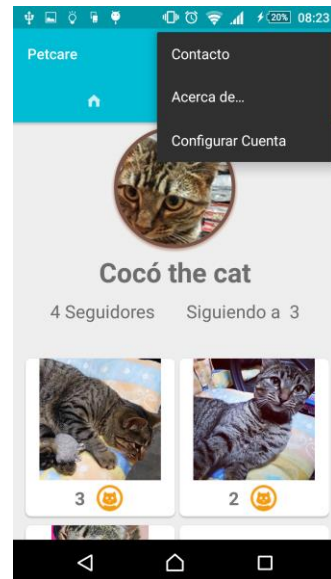 20% 08:23
Petcare
Contacto
Acerca de...
Configurar Cuenta
Cocó the cat
4 Seguidores Siguiendo a 3
3 2